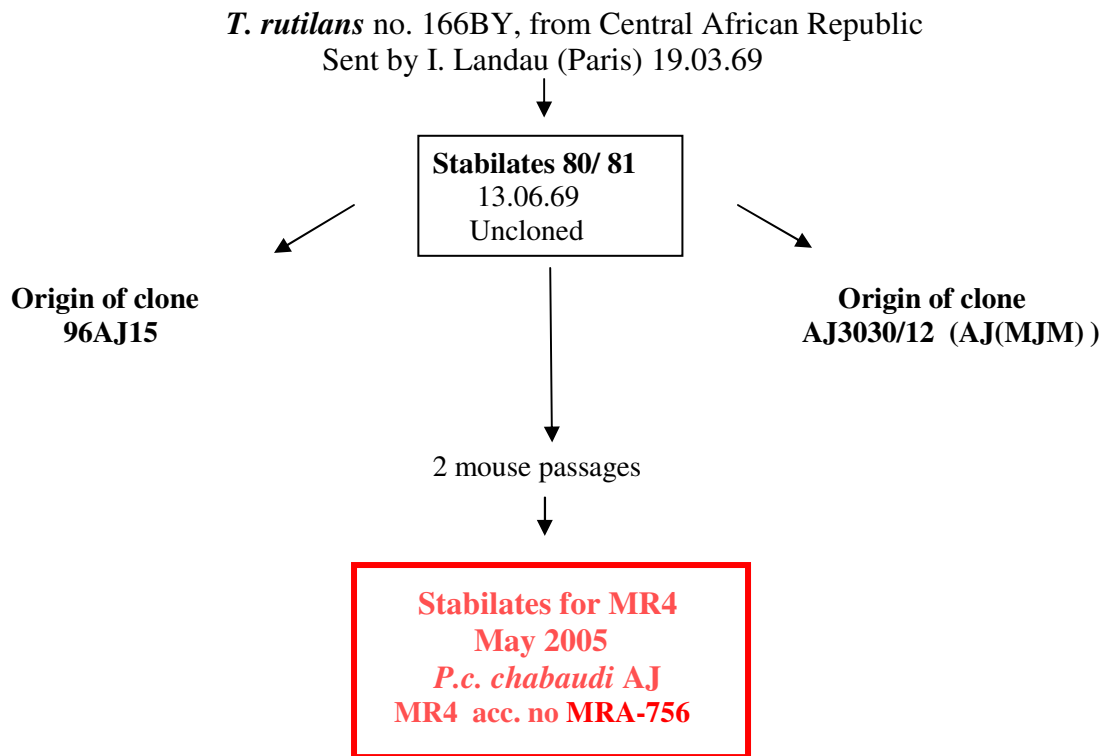 T. rutilans no. 166BY, from Central African Republic
Sent by I. Landau (Paris) 19.03.69
Stabilates 80/ 81
13.06.69
Uncloned
Origin of clone
96AJ15
Origin of clone
AJ3030/12 (AJ(MJM) )
2 mouse passages
Stabilates for MR4
May 2005
P.c. chabaudi AJ
MR4 acc. no MRA-756